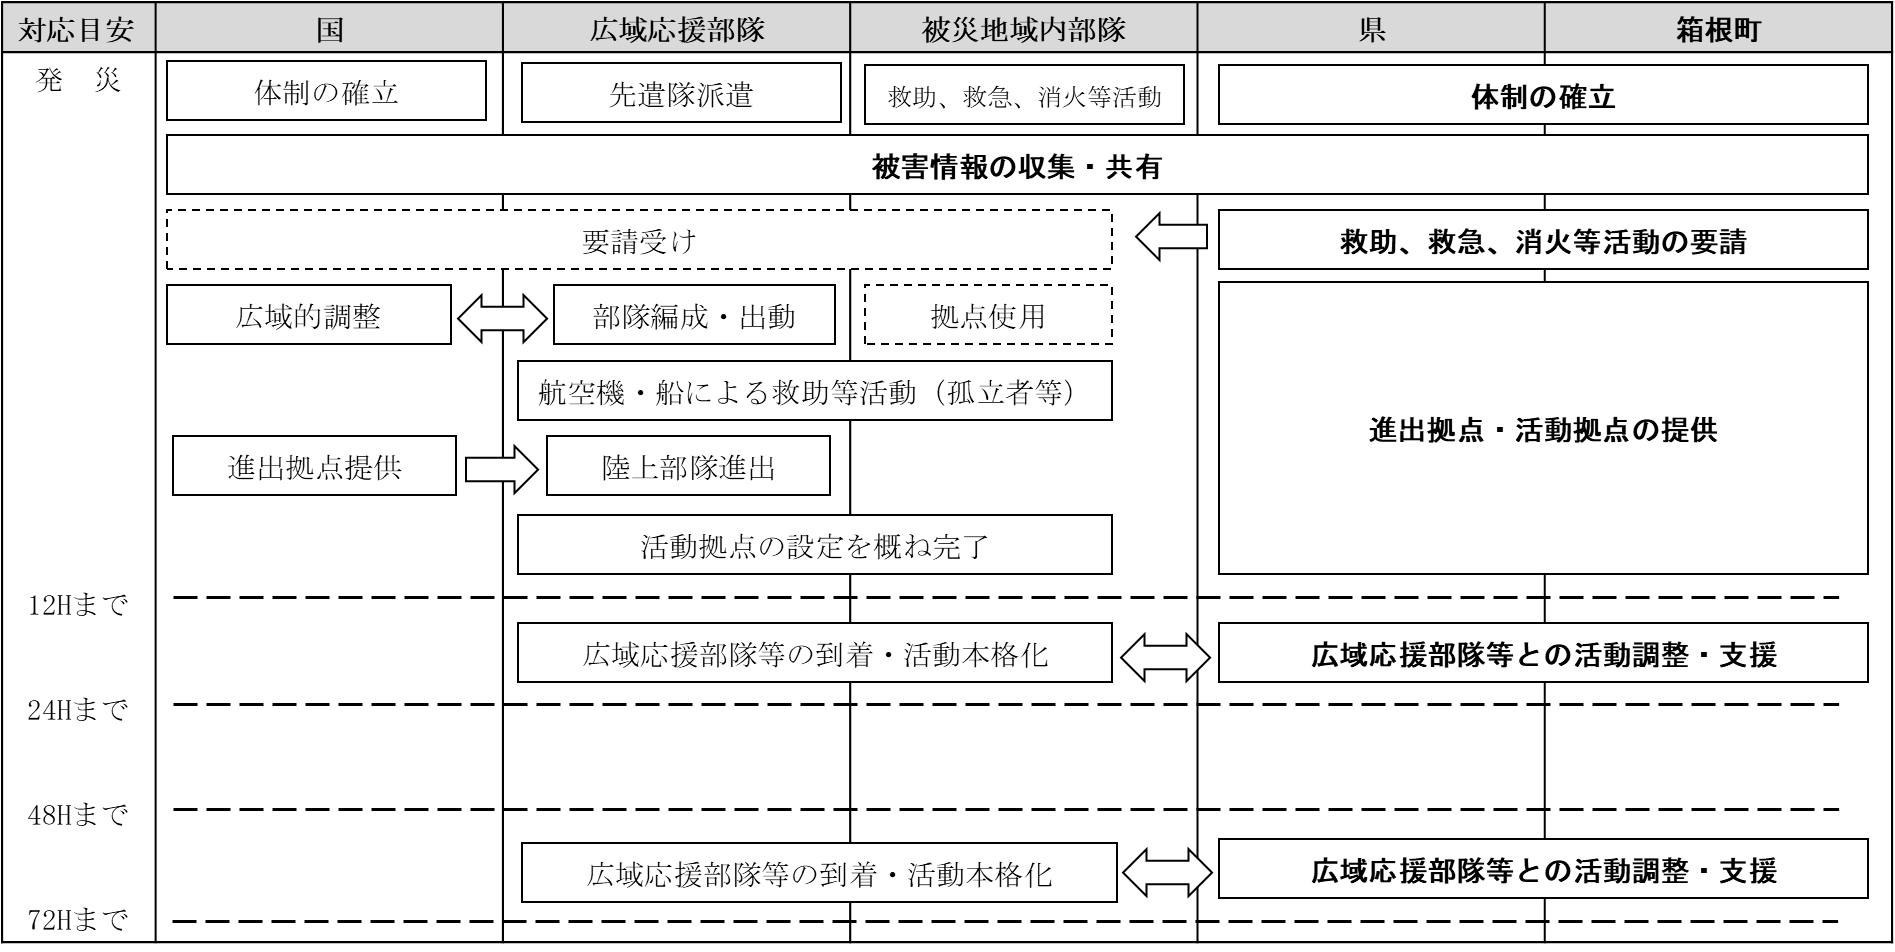 対応目安 国 広域応援部隊 被災地域内部隊 県 箱根町
発　災 体制の確立 先遣隊派遣 救助、救急、消火等活動 体制の確立
被害情報の収集・共有
要請受け 救助、救急、消火等活動の要請
広域的調整 部隊編成・出動 拠点使用
航空機・船による救助等活動（孤立者等）
進出拠点・活動拠点の提供
進出拠点提供 陸上部隊進出
活動拠点の設定を概ね完了
12Hまで
広域応援部隊等の到着・活動本格化 広域応援部隊等との活動調整・支援
24Hまで
48Hまで
広域応援部隊等の到着・活動本格化 広域応援部隊等との活動調整・支援
72Hまで